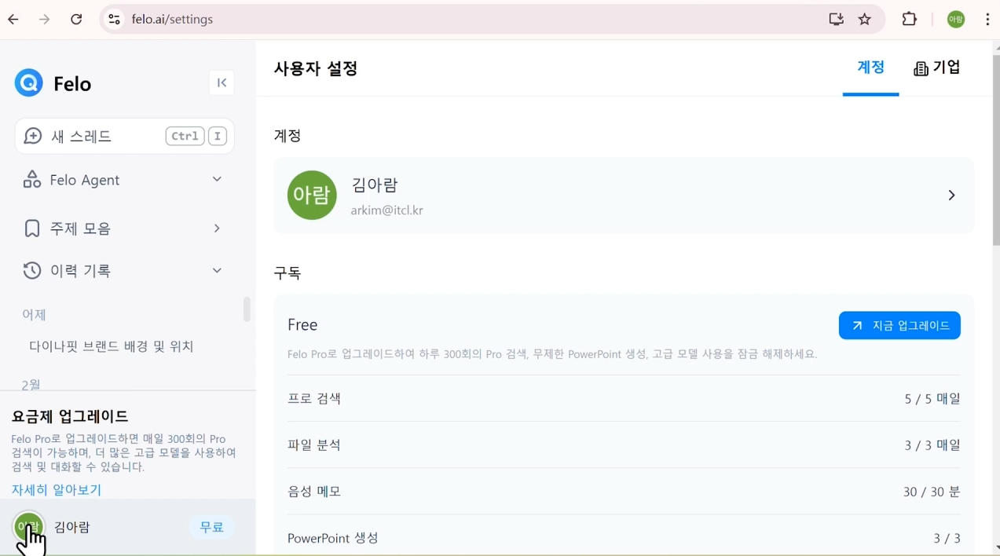 felo.ai/settings
아람
Felo
새 스레드
Ctrl I
Felo Agent
주제 모음
이력 기록
어제
다이나핏 브랜드 배경 및 위치
2월
요금제 업그레이드
Felo Pro로 업그레이드하면 매일 300회의 Pro
검색이 가능하며, 더 많은 고급 모델을 사용하여
검색 및 대화할 수 있습니다.
자세히 알아보기
아람 김아람 무료
사용자 설정 계정 기업
계정
아람
김아람
arkim@itcl.kr
구독
Free 지금 업그레이드
Felo Pro로 업그레이드하여 하루 300회의 Pro 검색, 무제한 PowerPoint 생성, 고급 모델 사용을 잠금 해제하세요.
프로 검색 5 / 5 매일
파일 분석 3 / 3 매일
음성 메모 30 / 30 분
PowerPoint 생성 3 / 3